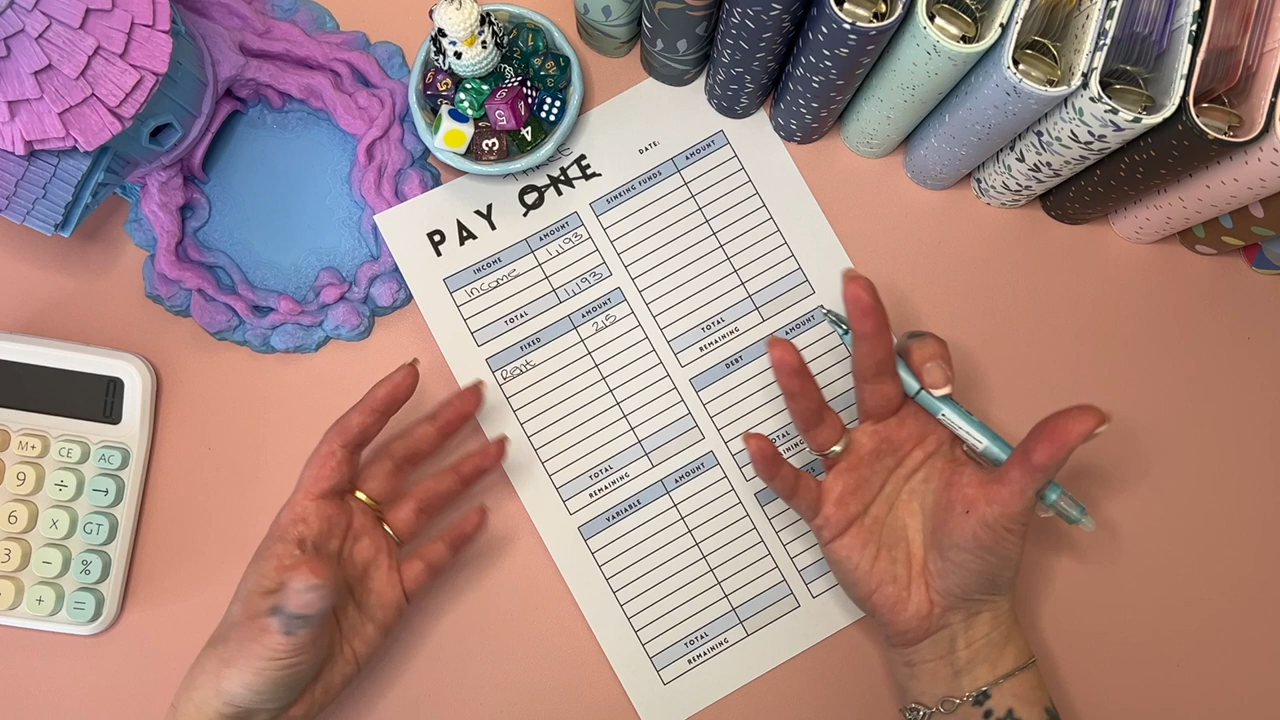 THREE
PAY ONE
DATE:
INCOME AMOUNT
Income 1,193
TOTAL 1,193
FIXED AMOUNT
Rent 215
TOTAL
REMAINING
VARIABLE AMOUNT
TOTAL
REMAINING
SINKING FUNDS AMOUNT
TOTAL
REMAINING
DEBT AMOUNT
TOTAL
M+ CE AC
9 ÷ →
6 × GT
3 − %
+ =